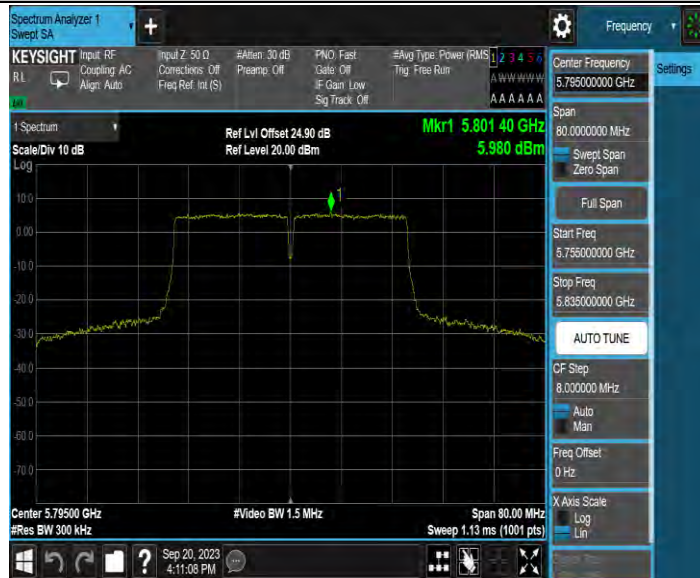 Spectrum Analyzer 1
Swept SA
+
Frequency
KEYSIGHT
RL
Input: RF
Coupling: AC
Align: Auto
Input Z: 50 Ω
Corrections: Off
Freq Ref: Int (S)
#Atten: 30 dB
Preamp: Off
PNO: Fast
Gate: Off
IF Gain: Low
Sig Track: Off
#Avg Type: Power (RMS
Trig: Free Run
1 2 3 4 5 6
A W W W W W
A A A A A A
1 Spectrum
Scale/Div 10 dB
Log
Ref Lvl Offset 24.90 dB
Ref Level 20.00 dBm
Mkr1 5.801 40 GHz
5.980 dBm
1
10.0
0.00
-10.0
-20.0
-30.0
-40.0
-50.0
-60.0
-70.0
Center 5.79500 GHz
#Res BW 300 kHz
#Video BW 1.5 MHz
Span 80.00 MHz
Sweep 1.13 ms (1001 pts)
Center Frequency
5.795000000 GHz
Settings
Span
80.0000000 MHz
Swept Span
Zero Span
Full Span
Start Freq
5.755000000 GHz
Stop Freq
5.835000000 GHz
AUTO TUNE
CF Step
8.000000 MHz
Auto
Man
Freq Offset
0 Hz
X Axis Scale
Log
Lin
?
Sep 20, 2023
4:11:08 PM